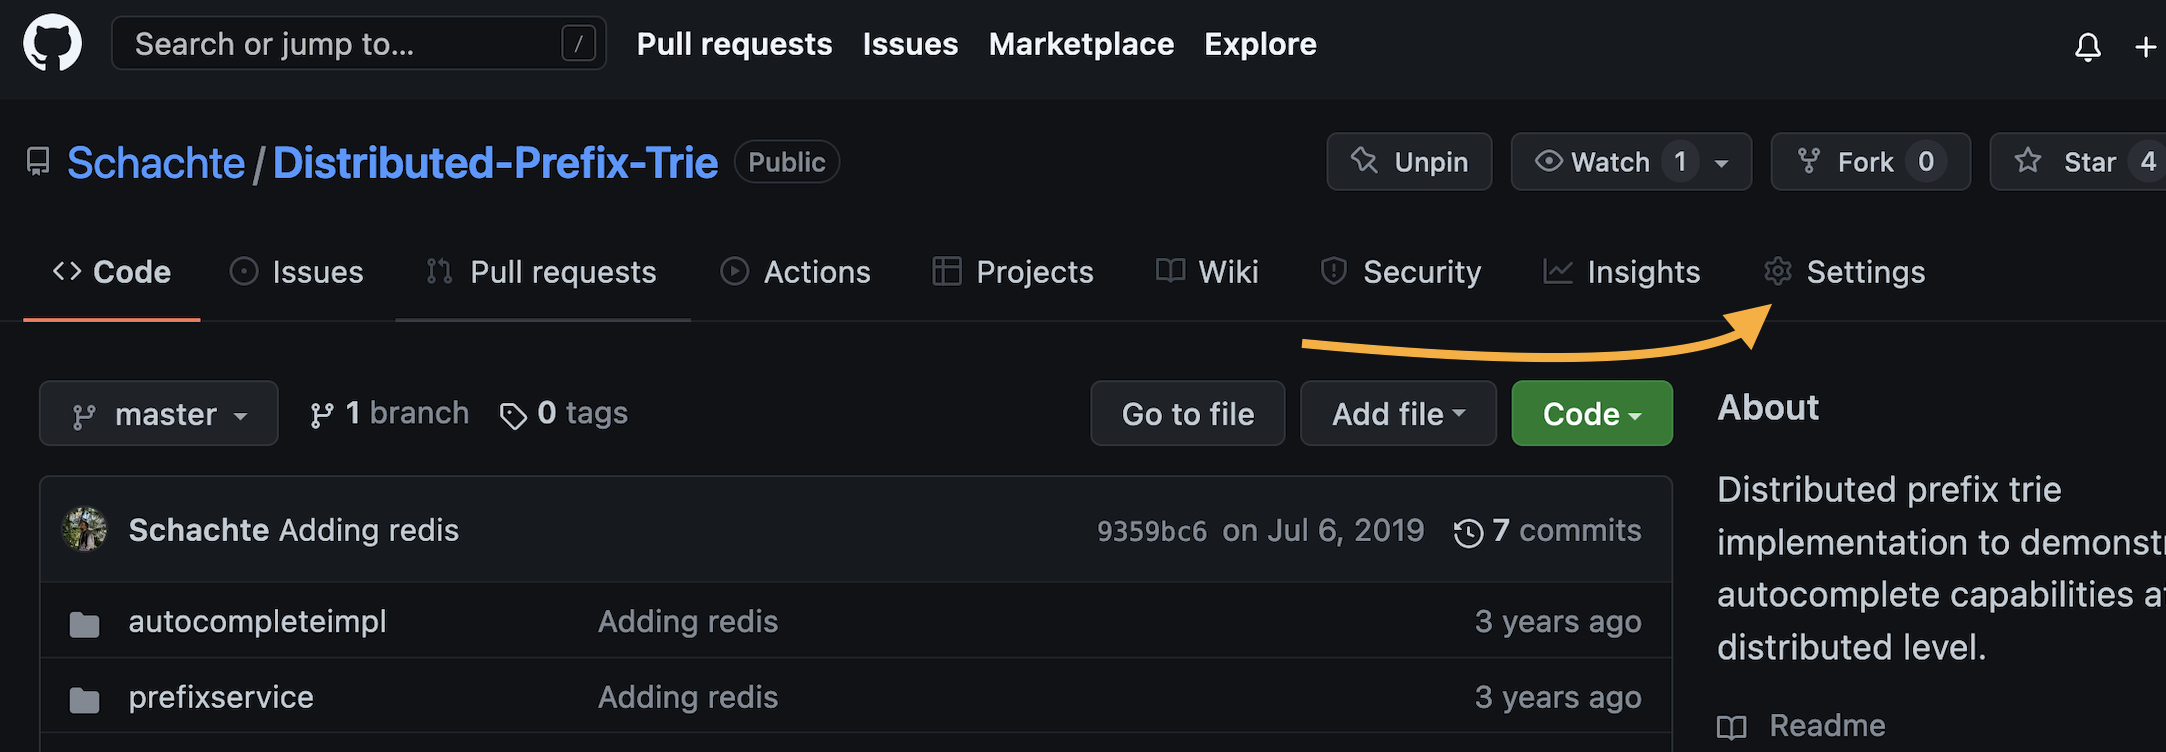 Search or jump to... / Pull requests Issues Marketplace Explore
Schachte / Distributed-Prefix-Trie Public Unpin Watch 1 Fork 0 Star 4
Code Issues Pull requests Actions Projects Wiki Security Insights Settings
master 1 branch 0 tags Go to file Add file Code
About
Schachte Adding redis 9359bc6 on Jul 6, 2019 7 commits
autocompleteimpl Adding redis 3 years ago
prefixservice Adding redis 3 years ago
Distributed prefix trie
implementation to
autocomplete capabilities
distributed level.
Readme